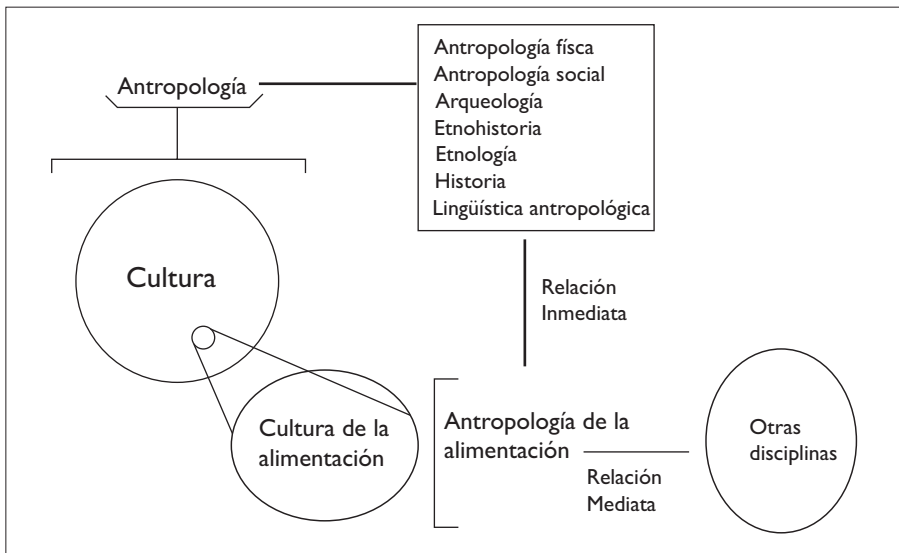 Antropología
Antropología físca
Antropología social
Arqueología
Etnohistoria
Etnología
Historia
Lingüística antropológica
Cultura
Relación
Inmediata
Cultura de la
alimentación
Antropología de la
alimentación
Relación
Mediata
Otras
disciplinas